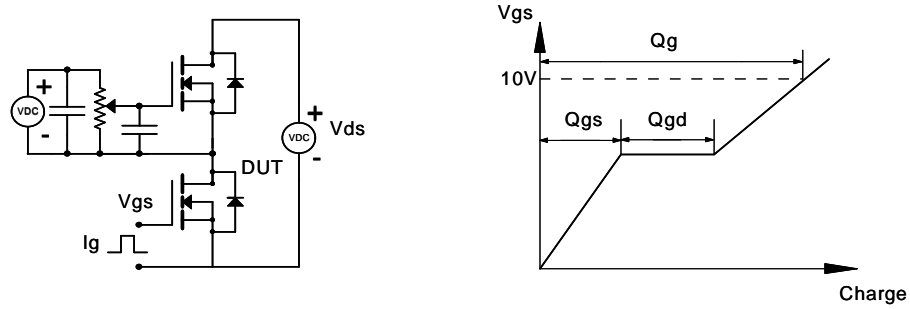 +
VDC
-
+
VDC
-
Vds
DUT
Vgs
Ig
Vgs
Qg
10V
Qgs
Qgd
Charge